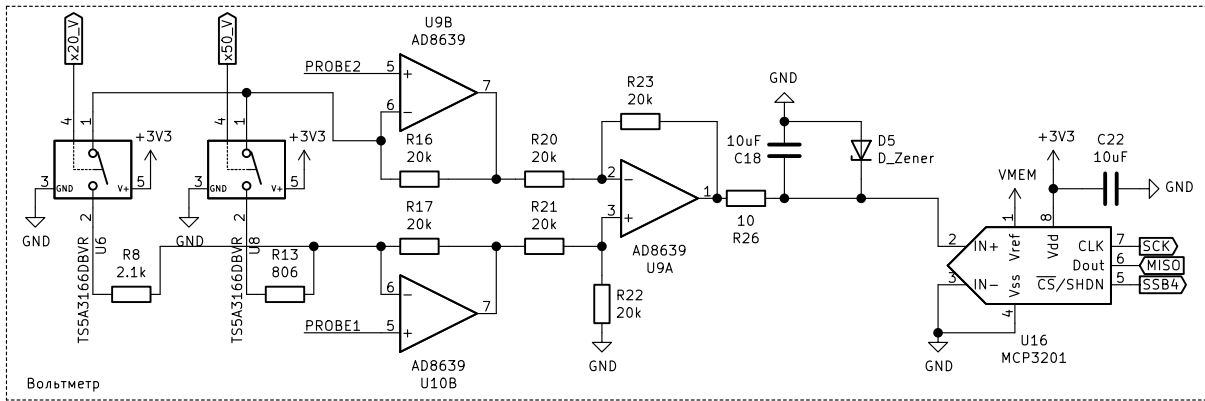 x20_V
x50_V
U9B
AD8639
PROBE2
5
+
6
−
7
4
1
+3V3
GND
V+
3
5
2
GND
TS5A3166DBVR
U6
R8
2.1k
4
1
+3V3
GND
V+
3
5
2
GND
TS5A3166DBVR
U8
R13
806
R16
20k
R20
20k
R23
20k
R17
20k
R21
20k
2
−
3
+
1
AD8639
U9A
R22
20k
GND
6
−
PROBE1
5
+
7
AD8639
U10B
10
R26
GND
10uF
C18
D5
D_Zener
+3V3
C22
10uF
GND
VMEM
1
8
Vref
Vdd
2
IN+
3
IN−
Vss
4
CLK
7
SCK
Dout
6
MISO
CS/SHDN
5
SSB4
U16
MCP3201
GND
Вольтметр